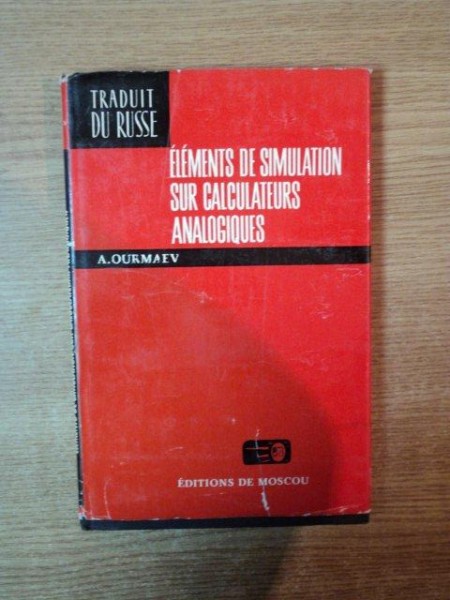 TRADUIT
DU RUSSE
ÉLÉMENTS DE SIMULATION
SUR CALCULATEURS
ANALOGIQUES
A.OURMAEV
ÉDITIONS DE MOSCOU